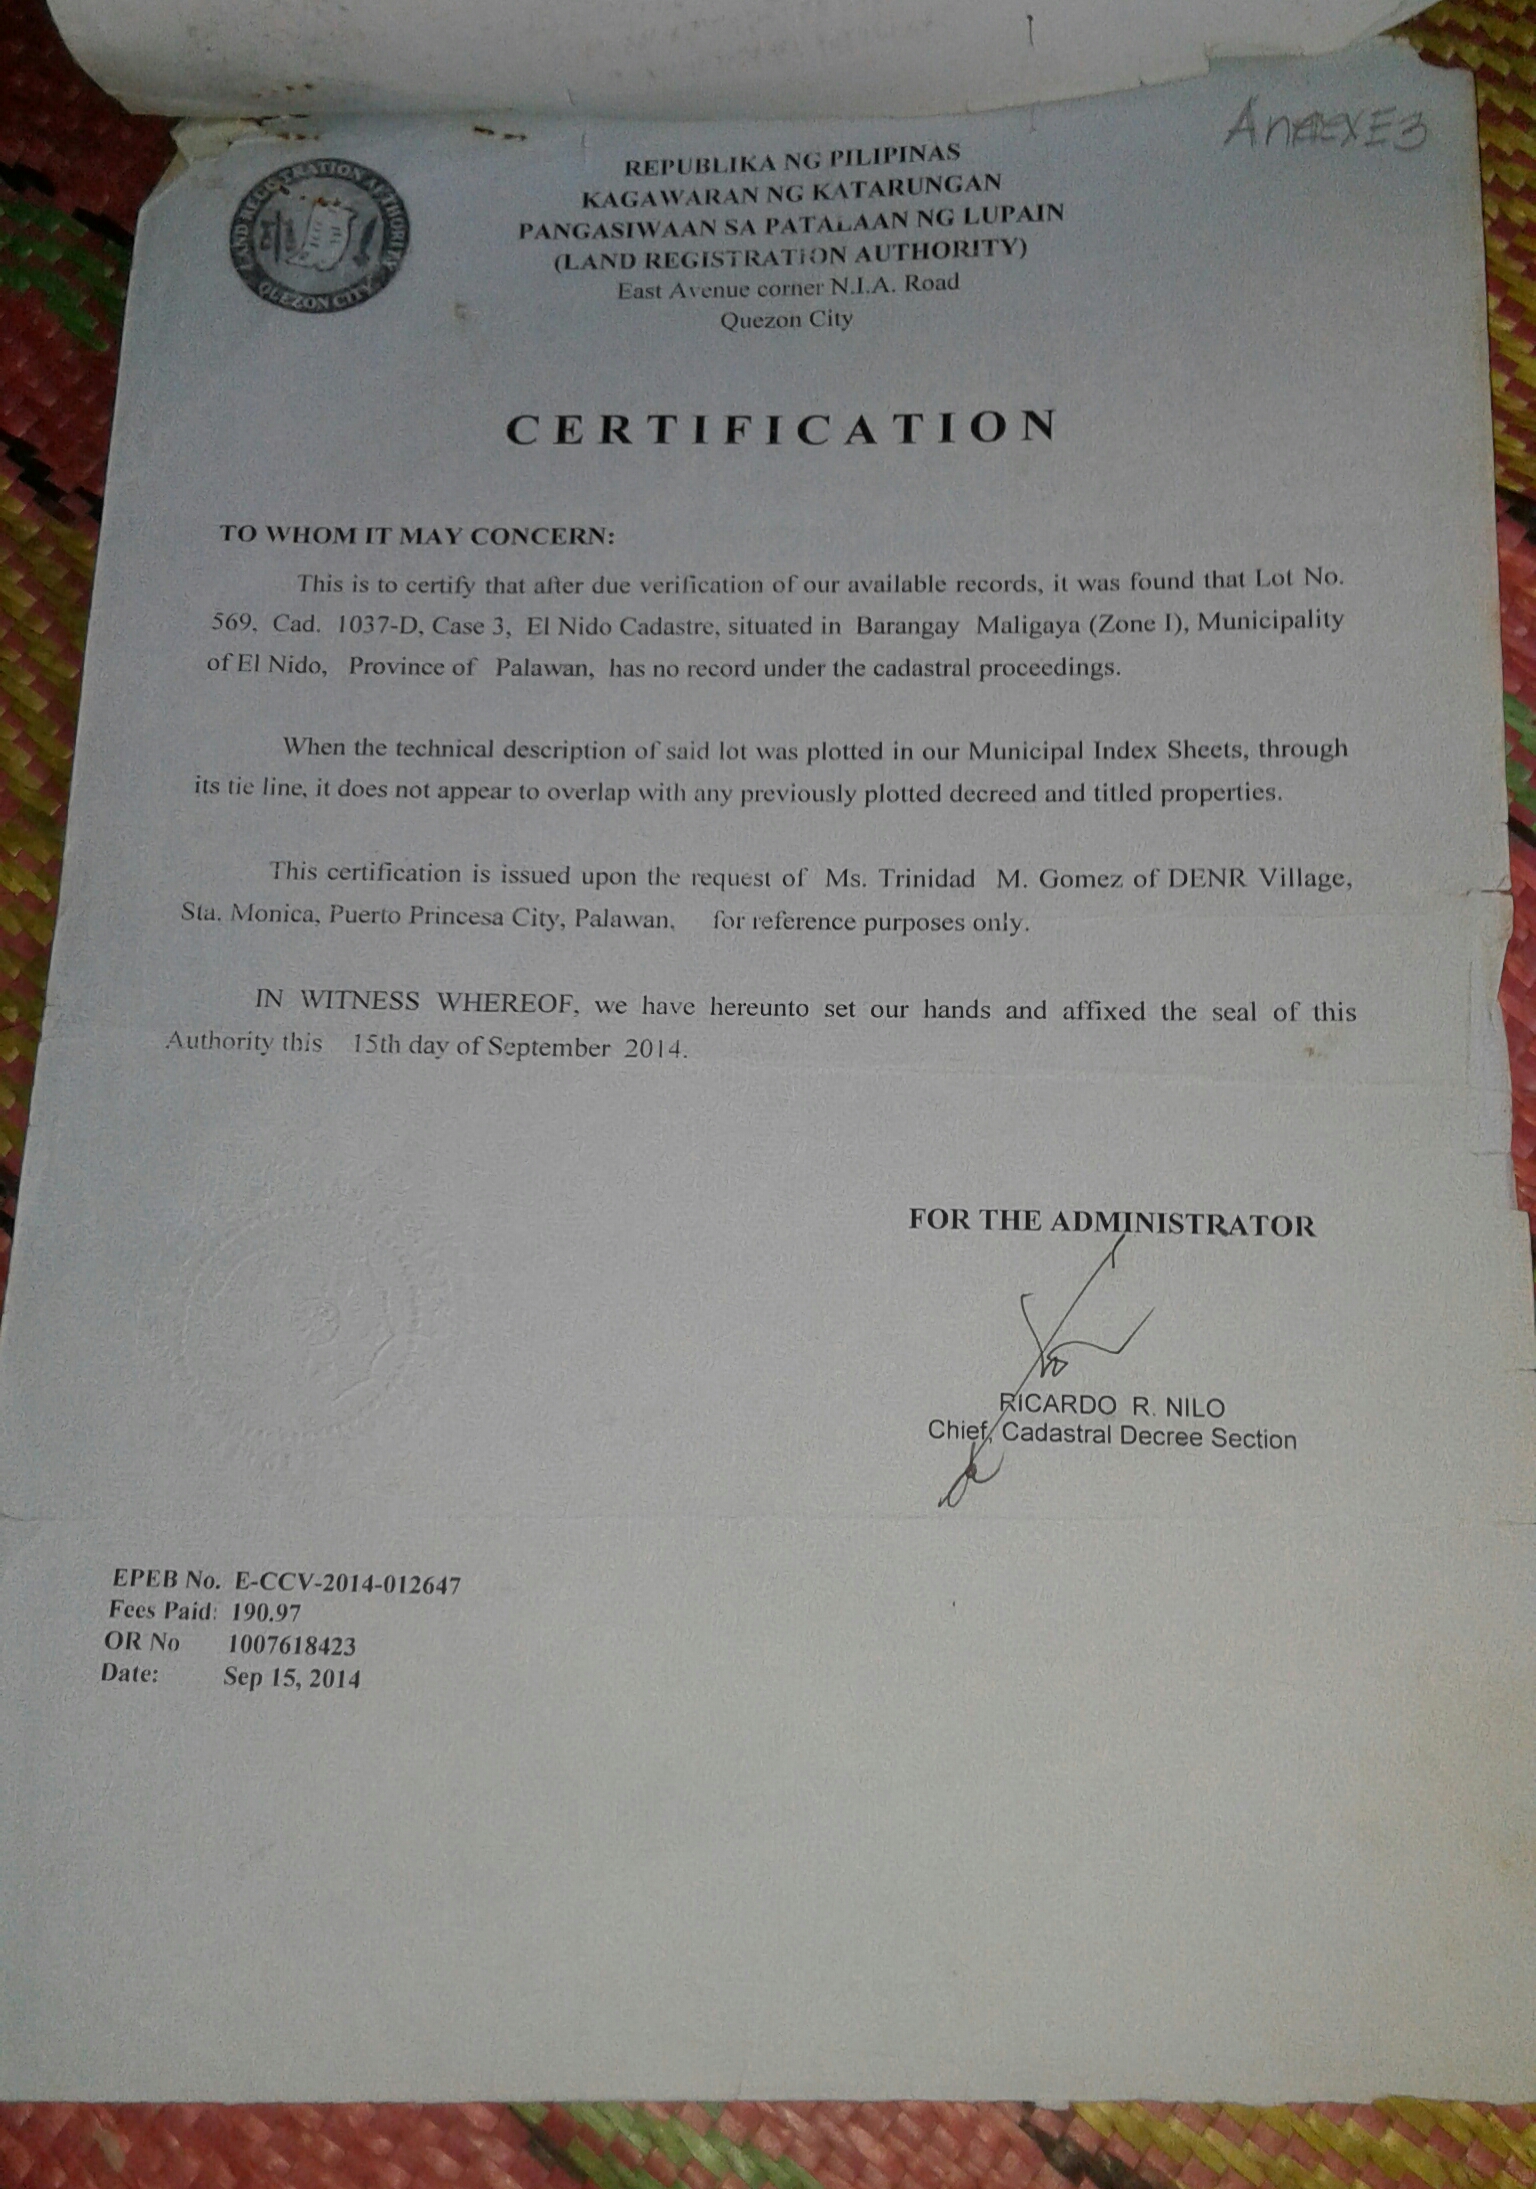 Annex E3
REPUBLIKA NG PILIPINAS
KAGAWARAN NG KATARUNGAN
PANGASIWAAN SA PATALAAN NG LUPAIN
(LAND REGISTRATION AUTHORITY)
East Avenue corner N.I.A. Road
Quezon City
LAND REGISTRATION AUTHORITY
QUEZON CITY
CERTIFICATION
TO WHOM IT MAY CONCERN:
This is to certify that after due verification of our available records, it was found that Lot No.
569, Cad. 1037-D, Case 3, El Nido Cadastre, situated in Barangay Maligaya (Zone I), Municipality
of El Nido, Province of Palawan, has no record under the cadastral proceedings.
When the technical description of said lot was plotted in our Municipal Index Sheets, through
its tie line, it does not appear to overlap with any previously plotted decreed and titled properties.
This certification is issued upon the request of Ms. Trinidad M. Gomez of DENR Village,
Sta. Monica, Puerto Princesa City, Palawan, for reference purposes only.
IN WITNESS WHEREOF, we have hereunto set our hands and affixed the seal of this
Authority this 15th day of September 2014.
FOR THE ADMINISTRATOR
RICARDO R. NILO
Chief, Cadastral Decree Section
EPEB No. E-CCV-2014-012647
Fees Paid: 190.97
OR No 1007618423
Date: Sep 15, 2014